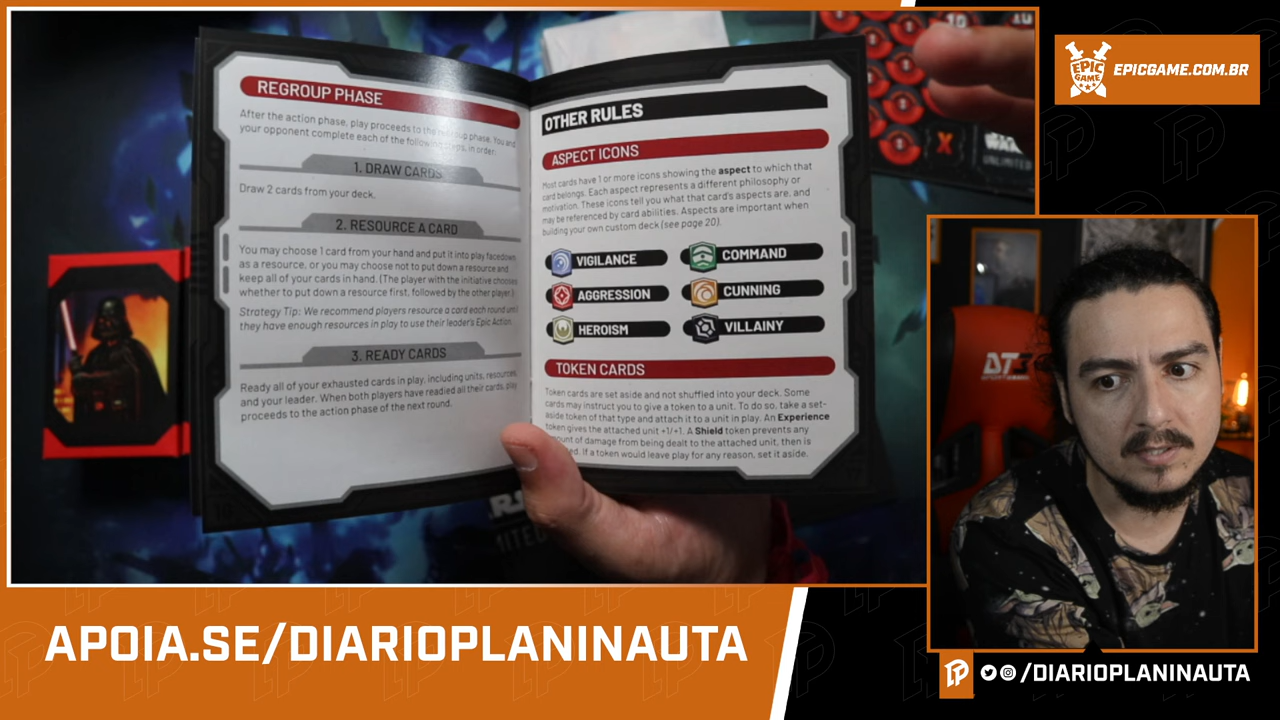 REGROUP PHASE
After the action phase, play proceeds to the regroup phase. You and
your opponent complete each of the following steps, in order:
1. DRAW CARDS
Draw 2 cards from your deck.
2. RESOURCE A CARD
You may choose 1 card from your hand and put it into play facedown
as a resource, or you may choose not to put down a resource and
keep all of your cards in hand. (The player with the initiative chooses
whether to put down a resource first, followed by the other player.)
Strategy Tip: We recommend players resource a card each round until
they have enough resources in play to use their leader's Epic Action.
3. READY CARDS
Ready all of your exhausted cards in play, including units, resources,
and your leader. When both players have readied all their cards, play
proceeds to the action phase of the next round.
OTHER RULES
ASPECT ICONS
Most cards have 1 or more icons showing the aspect to which that
card belongs. Each aspect represents a different philosophy or
motivation. These icons tell you what that card's aspects are, and
may be referenced by card abilities. Aspects are important when
building your own custom deck (see page 20).
VIGILANCE
COMMAND
AGGRESSION
CUNNING
HEROISM
VILLAINY
TOKEN CARDS
Token cards are set aside and not shuffled into your deck. Some
cards may instruct you to give a token to a unit. To do so, take a set-
aside token of that type and attach it to a unit in play. An Experience
token gives the attached unit +1/+1. A Shield token prevents any
amount of damage from being dealt to the attached unit, then is
If a token would leave play for any reason, set it aside.
10
X
UNLIMITED
EPIC
GAME
EPICGAME.COM.BR
DT3
APOIA.SE/DIARIOPLANINAUTA
/DIARIOPLANINAUTA